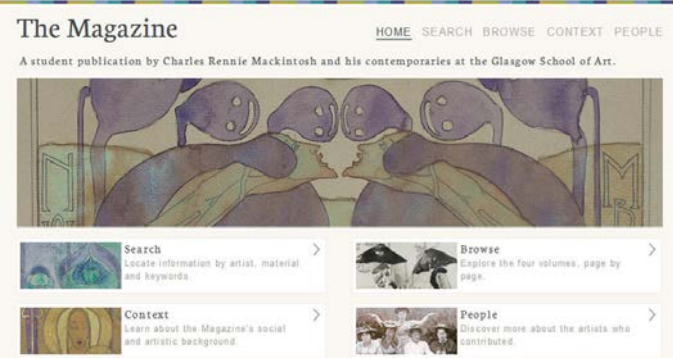 The Magazine
HOME SEARCH BROWSE CONTEXT PEOPLE
A student publication by Charles Rennie Mackintosh and his contemporaries at the Glasgow School of Art.
N
M
Search
Locate information by artist, material
and keywords.
Browse
Explore the four volumes, page by
page.
Context
Learn about the Magazine's social
and artistic background.
People
Discover more about the artists who
contributed.